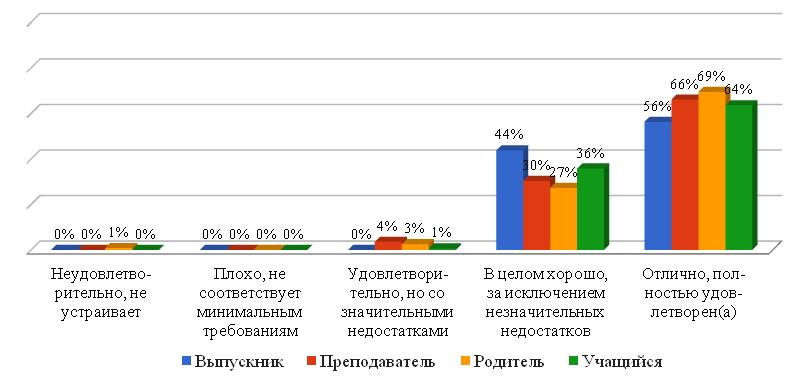 0% 0% 1% 0%
0% 0% 0% 0%
0% 4% 3% 1%
44% 30% 27% 36%
56% 66% 69% 64%
Неудовлетво-
рительно, не
устраивает
Плохо, не
соответствует
минимальным
требованиям
Удовлетвори-
тельно, но со
значительными
недостатками
В целом хорошо,
за исключением
незначительных
недостатков
Отлично, пол-
ностью удов-
летворен(а)
Выпускник Преподаватель Родитель Учащийся